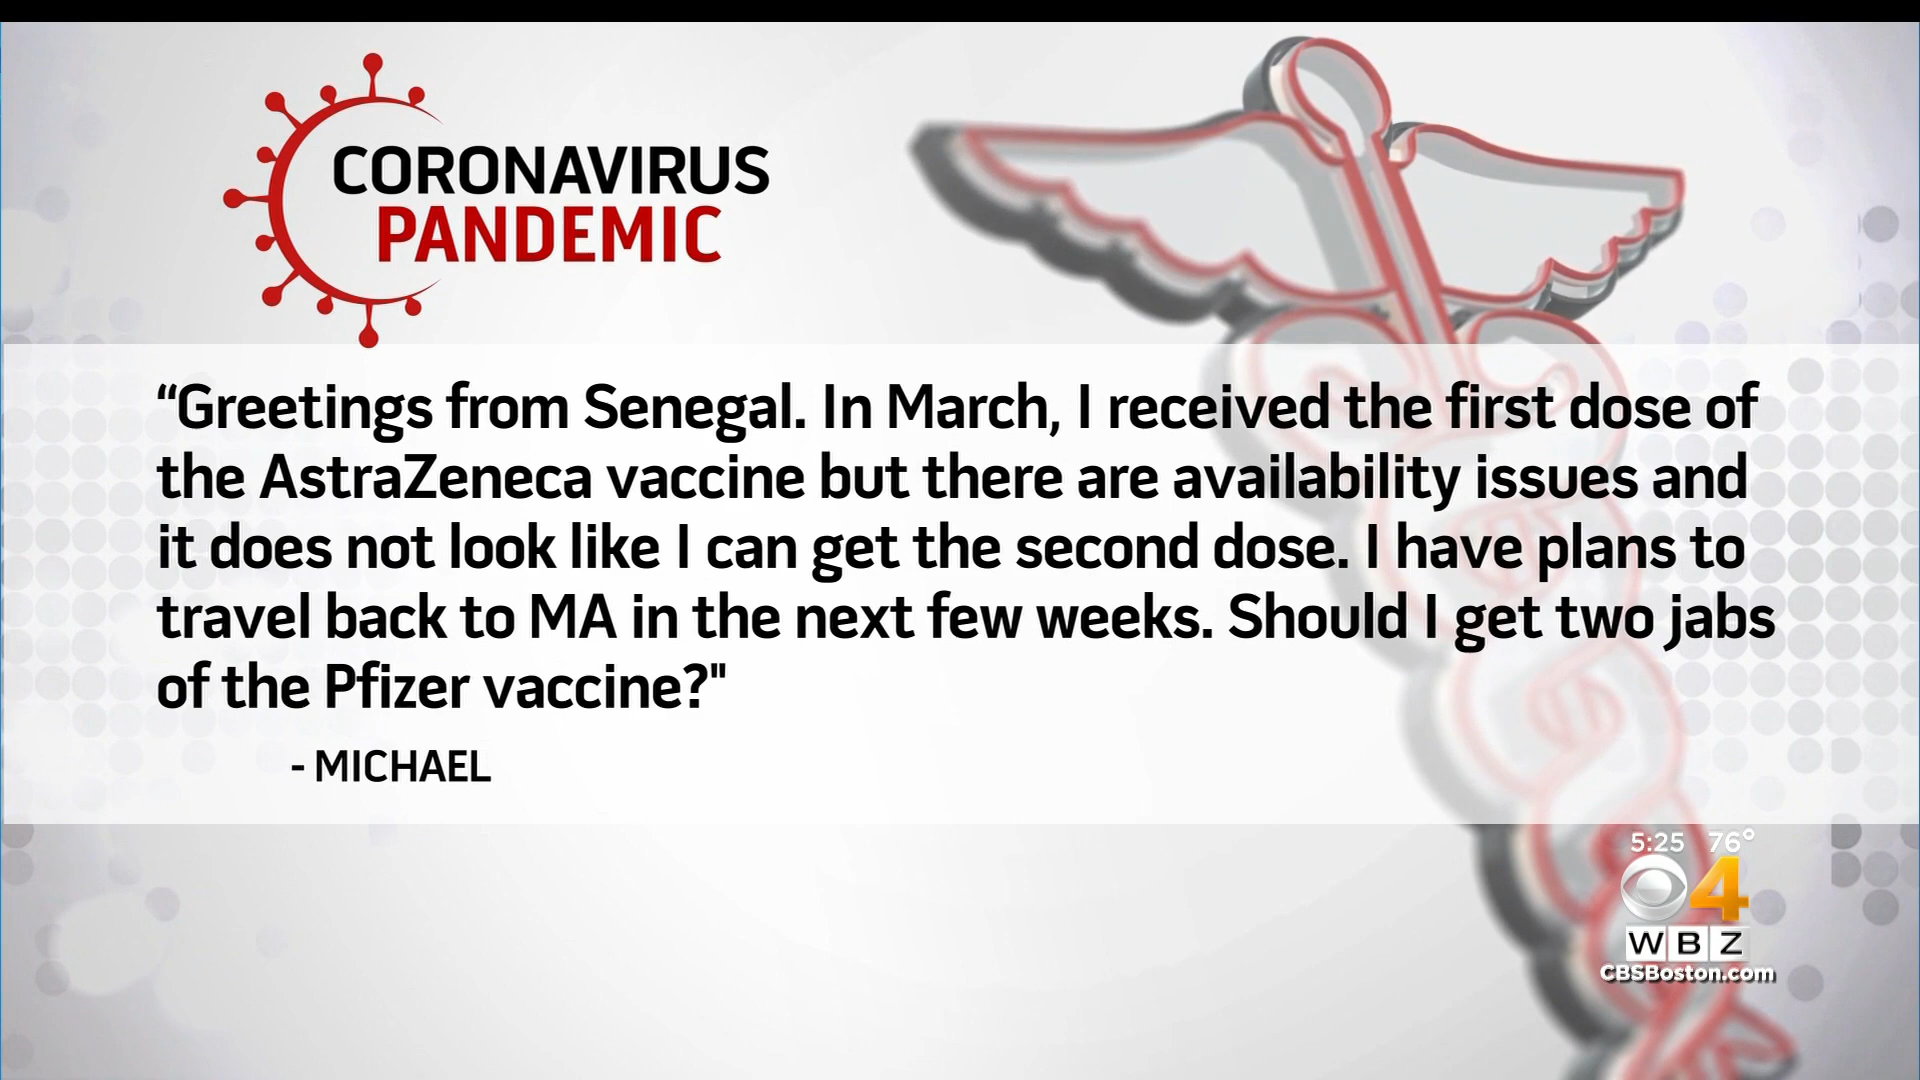 CORONAVIRUS
PANDEMIC
“Greetings from Senegal. In March, I received the first dose of
the AstraZeneca vaccine but there are availability issues and
it does not look like I can get the second dose. I have plans to
travel back to MA in the next few weeks. Should I get two jabs
of the Pfizer vaccine?"
- MICHAEL
5:25 76°
4
WBZ
CBSBoston.com